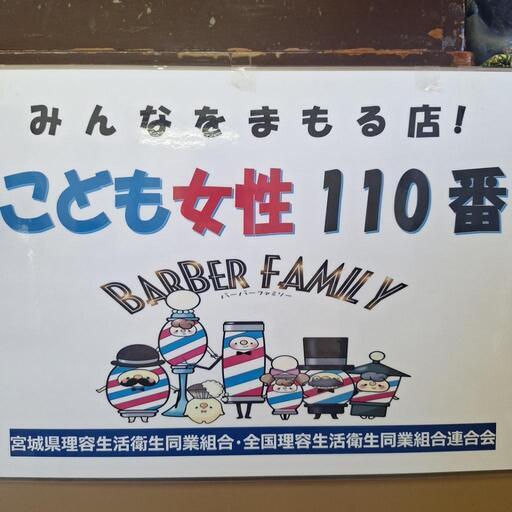 みんなをまもる店!
こども女性 110番
BARBER FAMILY
バーバーファミリー
宮城県理容生活衛生同業組合・全国理容生活衛生同業組合連合会